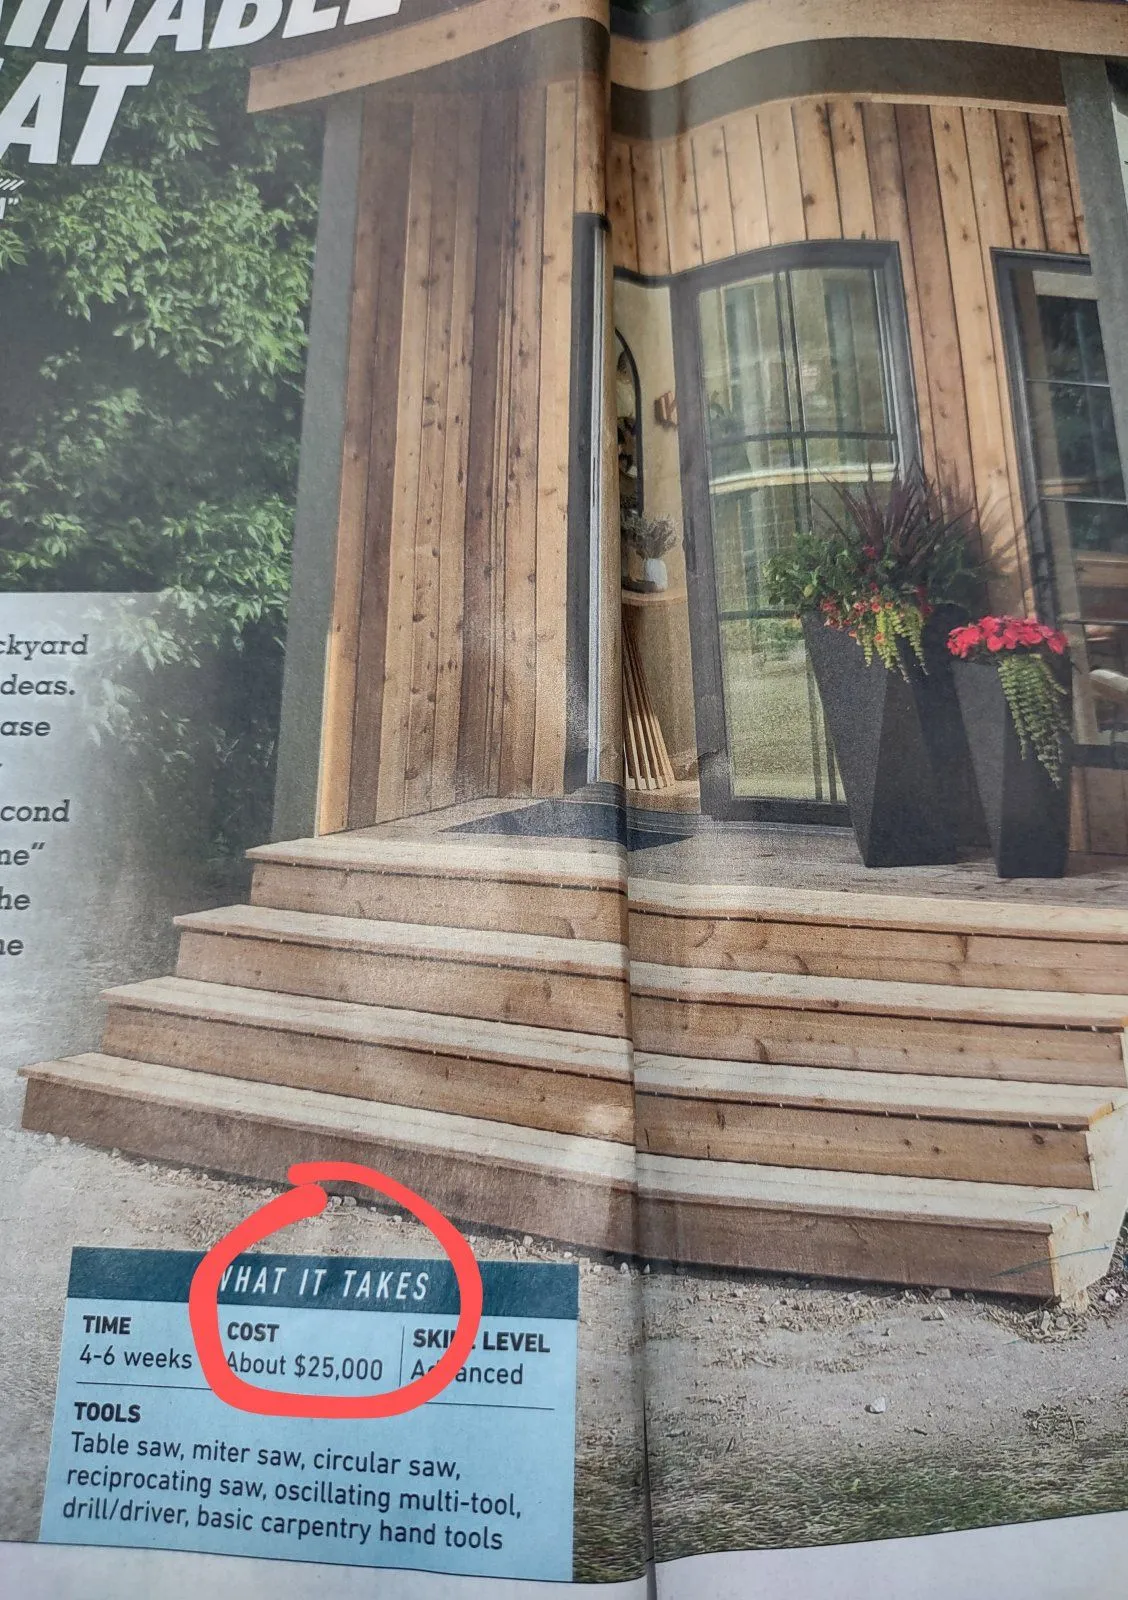 AT
ckyard
deas.
ase
cond
ne"
he
ne
WHAT IT TAKES
TIME
4-6 weeks
COST
About $25,000
SKILL LEVEL
Advanced
TOOLS
Table saw, miter saw, circular saw,
reciprocating saw, oscillating multi-tool,
drill/driver, basic carpentry hand tools